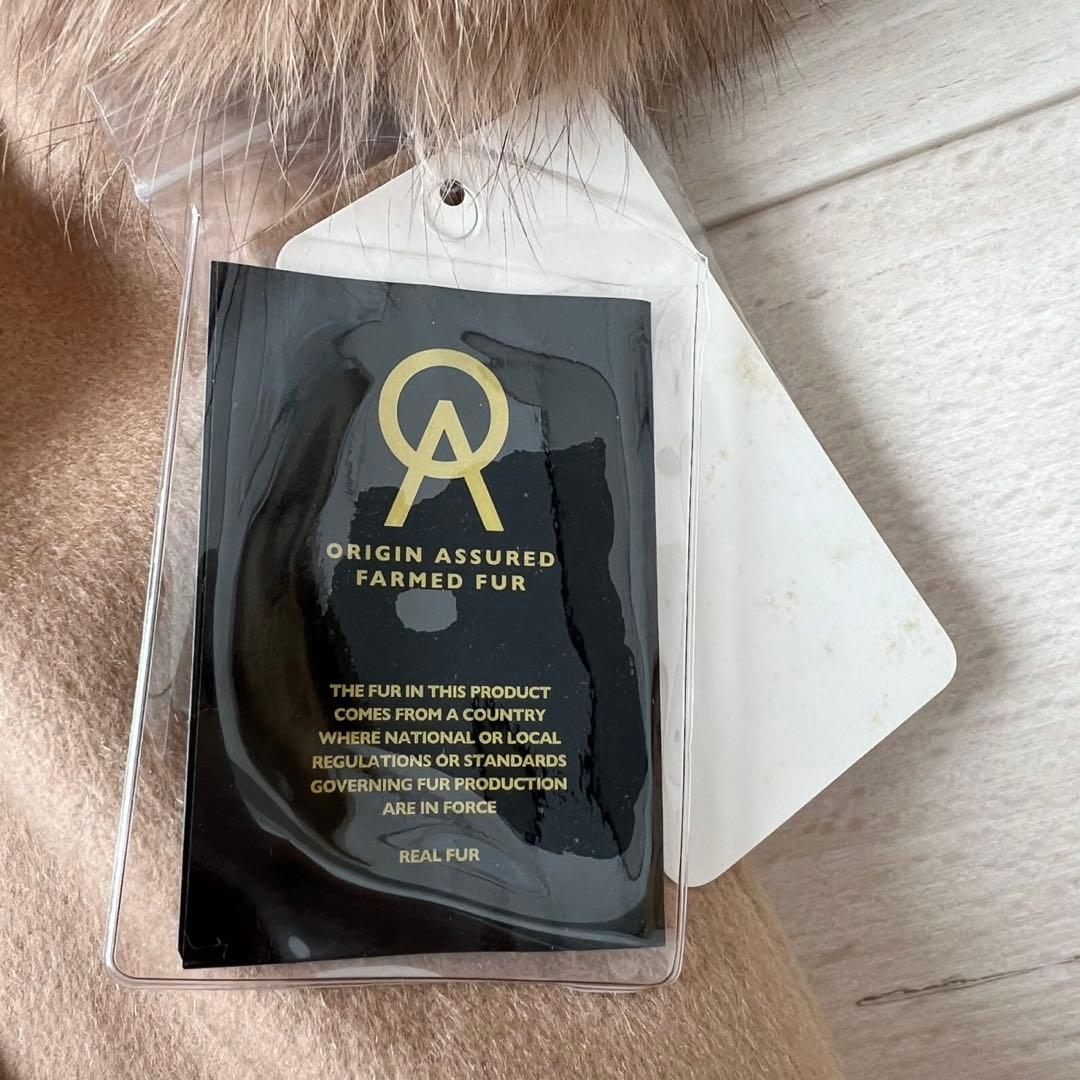 OA
ORIGIN ASSURED
FARMED FUR
THE FUR IN THIS PRODUCT
COMES FROM A COUNTRY
WHERE NATIONAL OR LOCAL
REGULATIONS OR STANDARDS
GOVERNING FUR PRODUCTION
ARE IN FORCE
REAL FUR